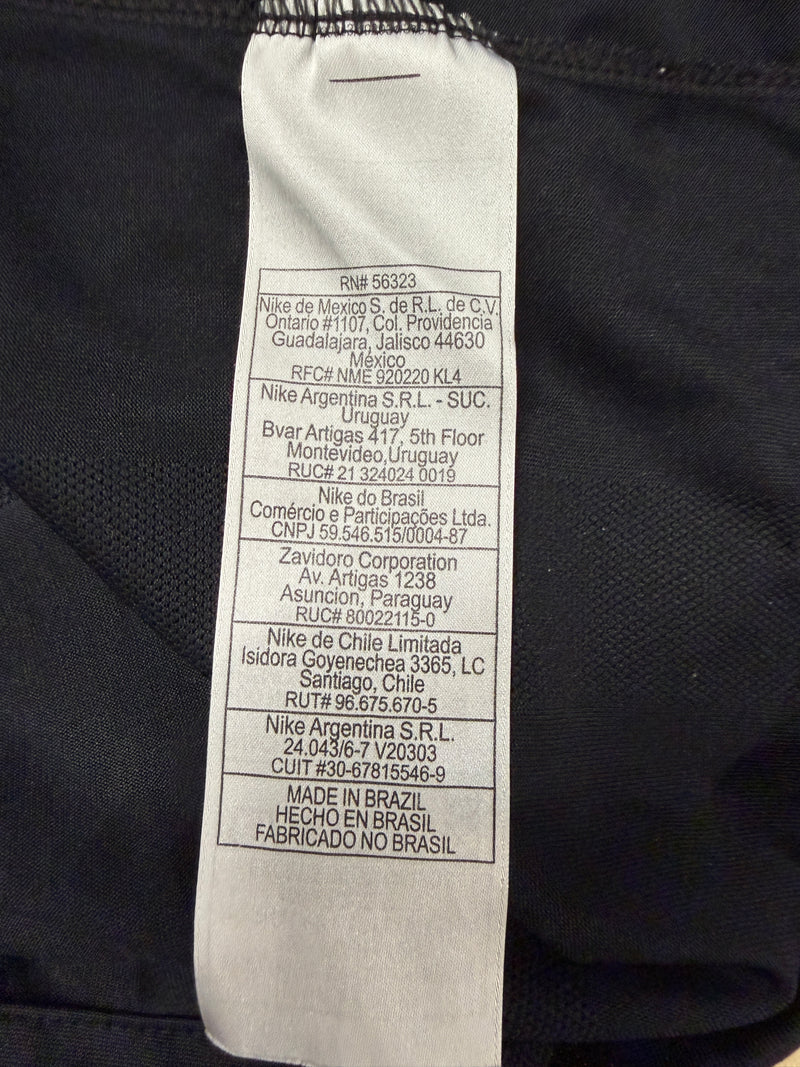 RN# 56323
Nike de Mexico S. de R.L. de C.V.
Ontario #1107, Col. Providencia
Guadalajara, Jalisco 44630
México
RFC# NME 920220 KL4
Nike Argentina S.R.L. - SUC.
Uruguay
Bvar Artigas 417, 5th Floor
Montevideo,Uruguay
RUC# 21 324024 0019
Nike do Brasil
Comércio e Participações Ltda.
CNPJ 59.546.515/0004-87
Zavidoro Corporation
Av. Artigas 1238
Asuncion, Paraguay
RUC# 80022115-0
Nike de Chile Limitada
Isidora Goyenechea 3365, LC
Santiago, Chile
RUT# 96.675.670-5
Nike Argentina S.R.L.
24.043/6-7 V20303
CUIT #30-67815546-9
MADE IN BRAZIL
HECHO EN BRASIL
FABRICADO NO BRASIL